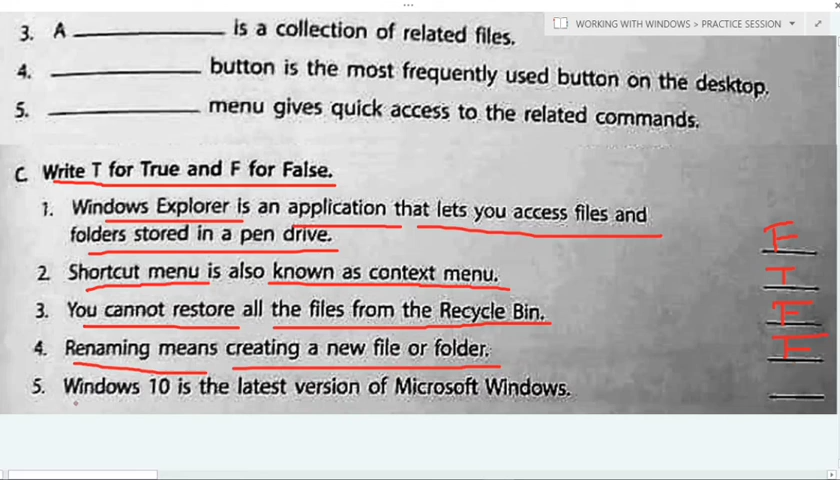 WORKING WITH WINDOWS > PRACTICE SESSION
3. A ____________ is a collection of related files.
4. ____________ button is the most frequently used button on the desktop.
5. ____________ menu gives quick access to the related commands.
C. Write T for True and F for False.
1. Windows Explorer is an application that lets you access files and
folders stored in a pen drive. F
2. Shortcut menu is also known as context menu. T
3. You cannot restore all the files from the Recycle Bin. F
4. Renaming means creating a new file or folder. F
5. Windows 10 is the latest version of Microsoft Windows. ____